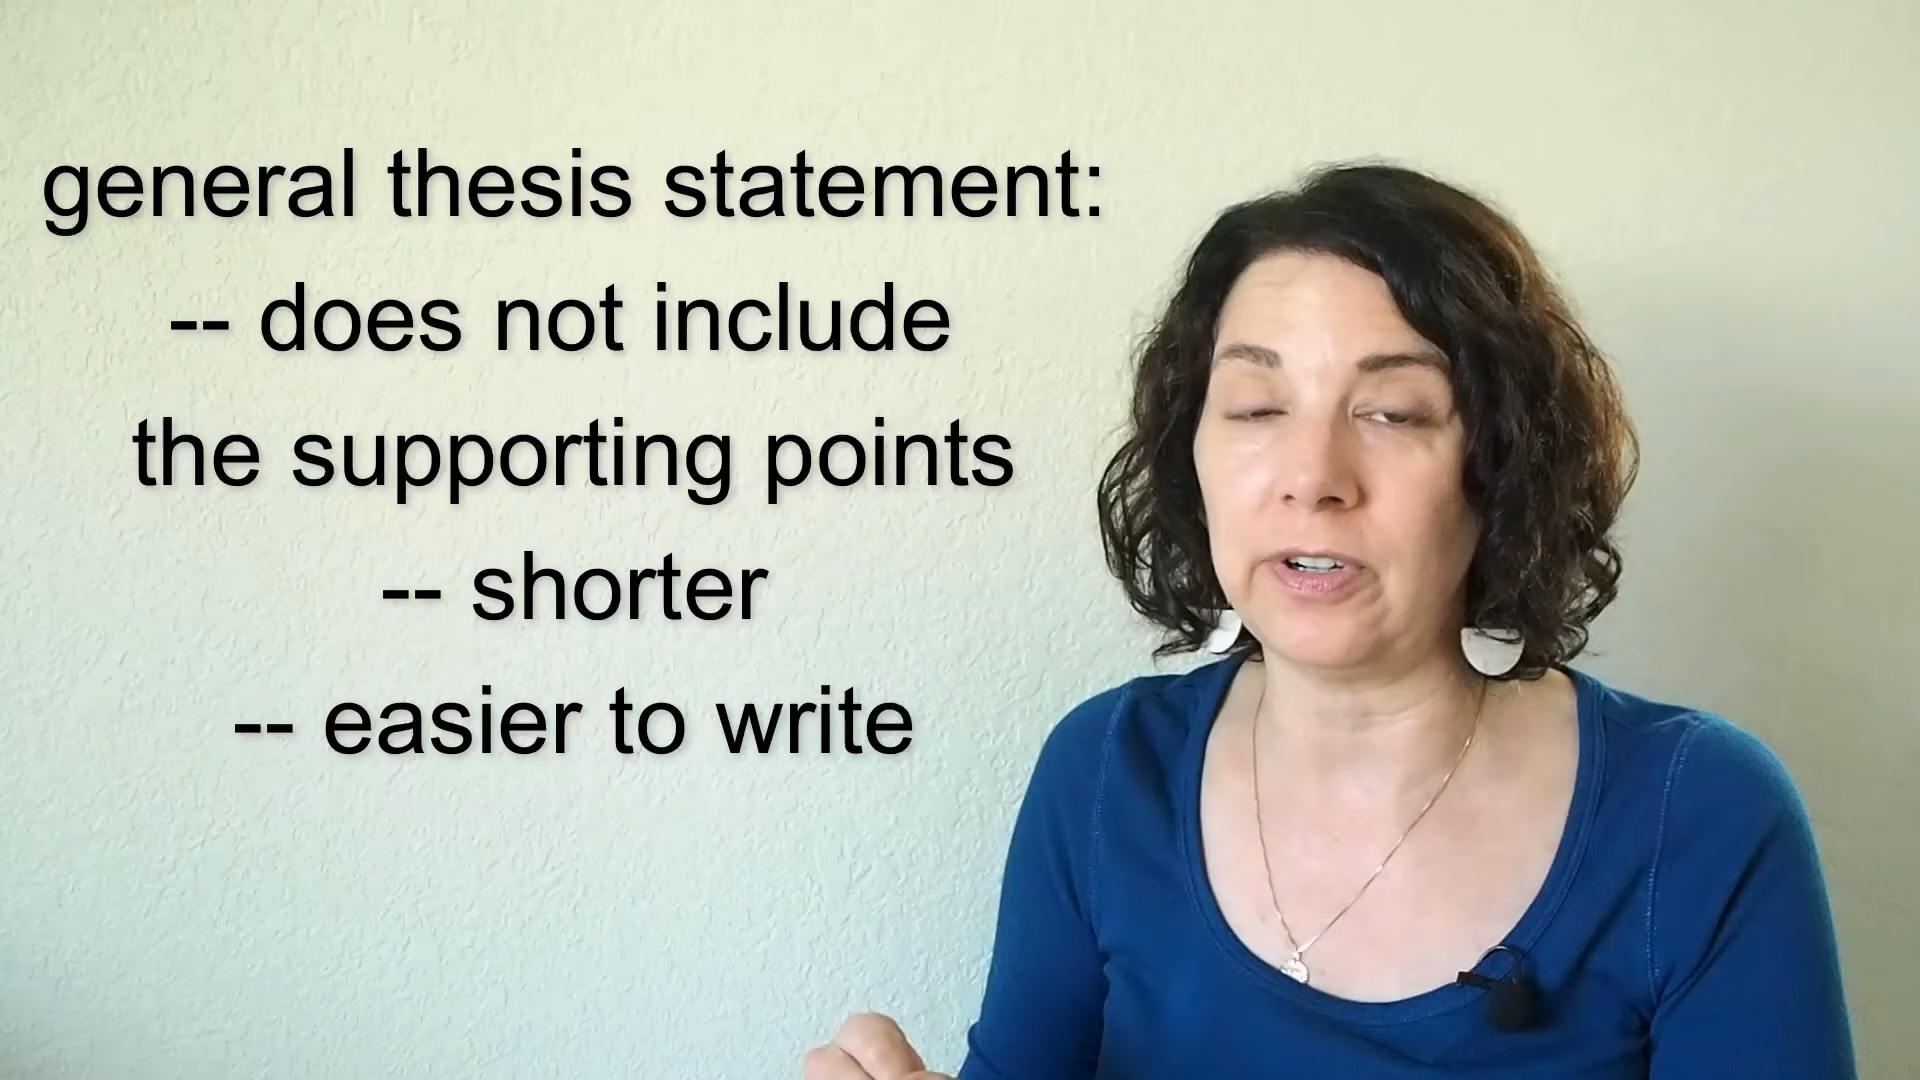 general thesis statement:
-- does not include
the supporting points
-- shorter
-- easier to write